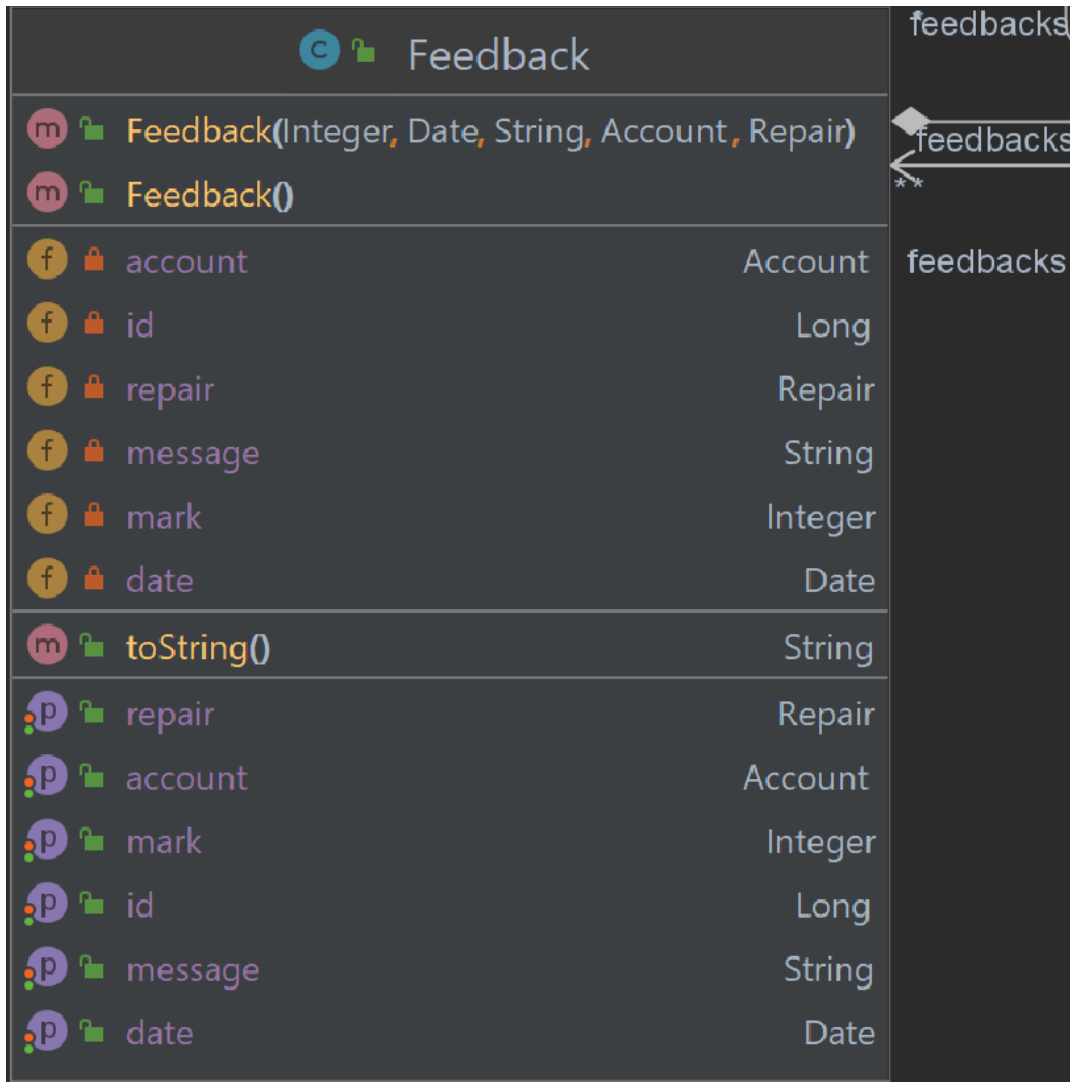 Feedback
Feedback(Integer, Date, String, Account, Repair)
Feedback()
account Account
id Long
repair Repair
message String
mark Integer
date Date
toString() String
repair Repair
account Account
mark Integer
id Long
message String
date Date
feedbacks
feedbacks
**
feedbacks